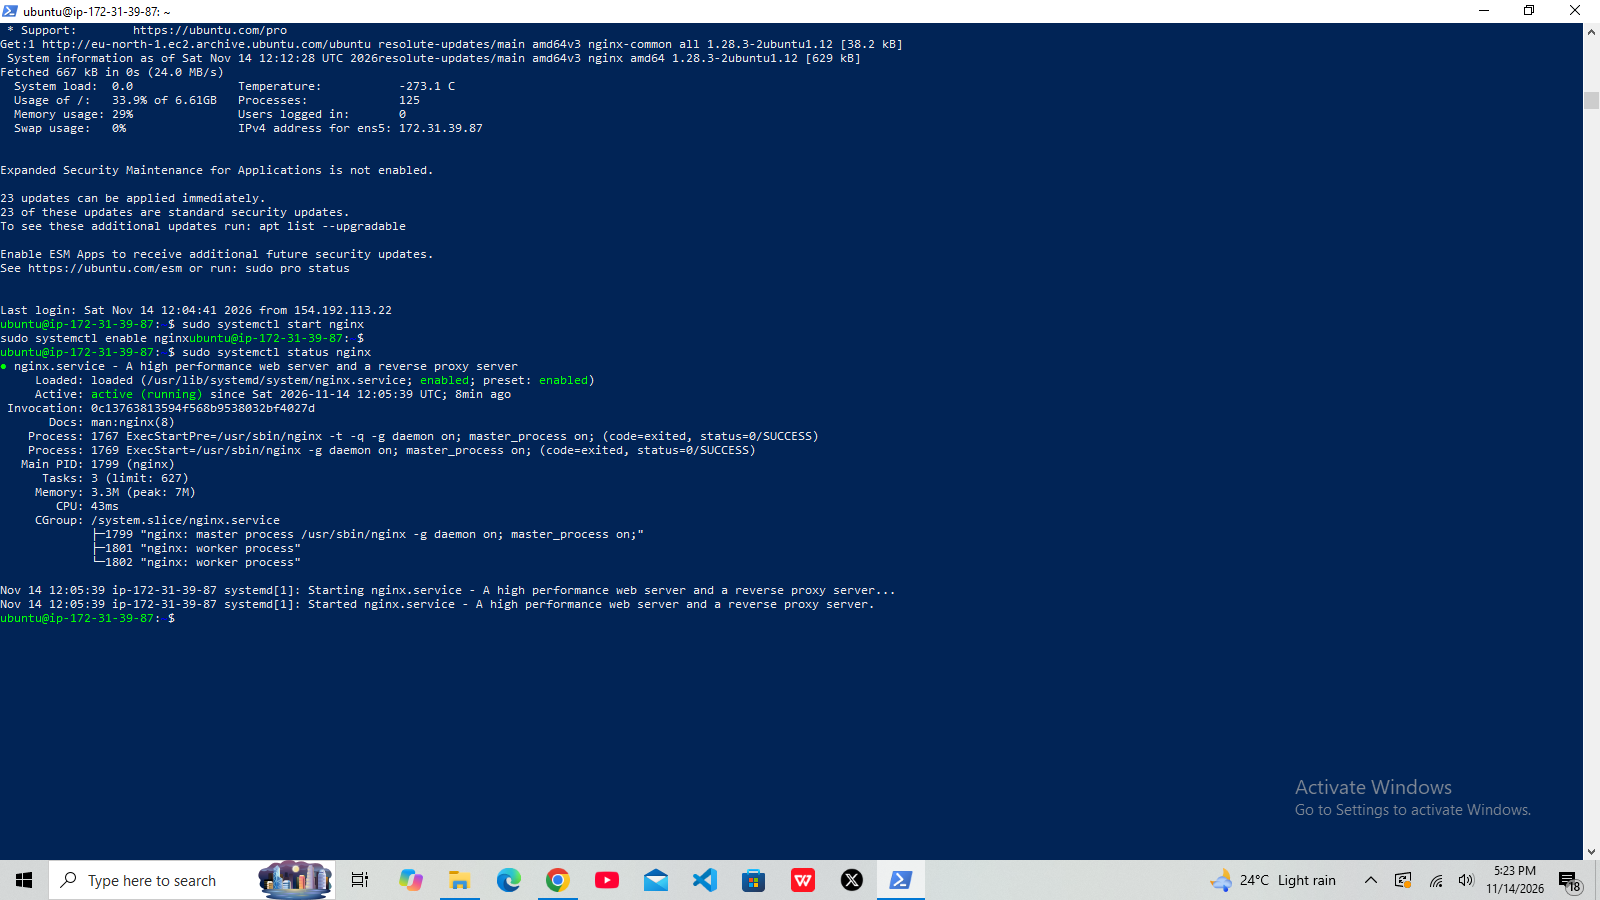 ubuntu@ip-172-31-39-87: ~
* Support:        https://ubuntu.com/pro
Get:1 http://eu-north-1.ec2.archive.ubuntu.com/ubuntu resolute-updates/main amd64v3 nginx-common all 1.28.3-2ubuntu1.12 [38.2 kB]
System information as of Sat Nov 14 12:12:28 UTC 2026resolute-updates/main amd64v3 nginx amd64 1.28.3-2ubuntu1.12 [629 kB]
Fetched 667 kB in 0s (24.0 MB/s)
System load:  0.0               Temperature:           -273.1 C
Usage of /:   33.9% of 6.61GB   Processes:             125
Memory usage: 29%               Users logged in:       0
Swap usage:   0%                IPv4 address for ens5: 172.31.39.87
Expanded Security Maintenance for Applications is not enabled.
23 updates can be applied immediately.
23 of these updates are standard security updates.
To see these additional updates run: apt list --upgradable
Enable ESM Apps to receive additional future security updates.
See https://ubuntu.com/esm or run: sudo pro status
Last login: Sat Nov 14 12:04:41 2026 from 154.192.113.22
ubuntu@ip-172-31-39-87:~$ sudo systemctl start nginx
sudo systemctl enable nginxubuntu@ip-172-31-39-87:~$
ubuntu@ip-172-31-39-87:~$ sudo systemctl status nginx
● nginx.service - A high performance web server and a reverse proxy server
Loaded: loaded (/usr/lib/systemd/system/nginx.service; enabled; preset: enabled)
Active: active (running) since Sat 2026-11-14 12:05:39 UTC; 8min ago
Invocation: 0c13763813594f568b9538032bf4027d
Docs: man:nginx(8)
Process: 1767 ExecStartPre=/usr/sbin/nginx -t -q -g daemon on; master_process on; (code=exited, status=0/SUCCESS)
Process: 1769 ExecStart=/usr/sbin/nginx -g daemon on; master_process on; (code=exited, status=0/SUCCESS)
Main PID: 1799 (nginx)
Tasks: 3 (limit: 627)
Memory: 3.3M (peak: 7M)
CPU: 43ms
CGroup: /system.slice/nginx.service
├─1799 "nginx: master process /usr/sbin/nginx -g daemon on; master_process on;"
├─1801 "nginx: worker process"
└─1802 "nginx: worker process"
Nov 14 12:05:39 ip-172-31-39-87 systemd[1]: Starting nginx.service - A high performance web server and a reverse proxy server...
Nov 14 12:05:39 ip-172-31-39-87 systemd[1]: Started nginx.service - A high performance web server and a reverse proxy server.
ubuntu@ip-172-31-39-87:~$
Activate Windows
Go to Settings to activate Windows.
Type here to search
24°C Light rain
5:23 PM
11/14/2026
18